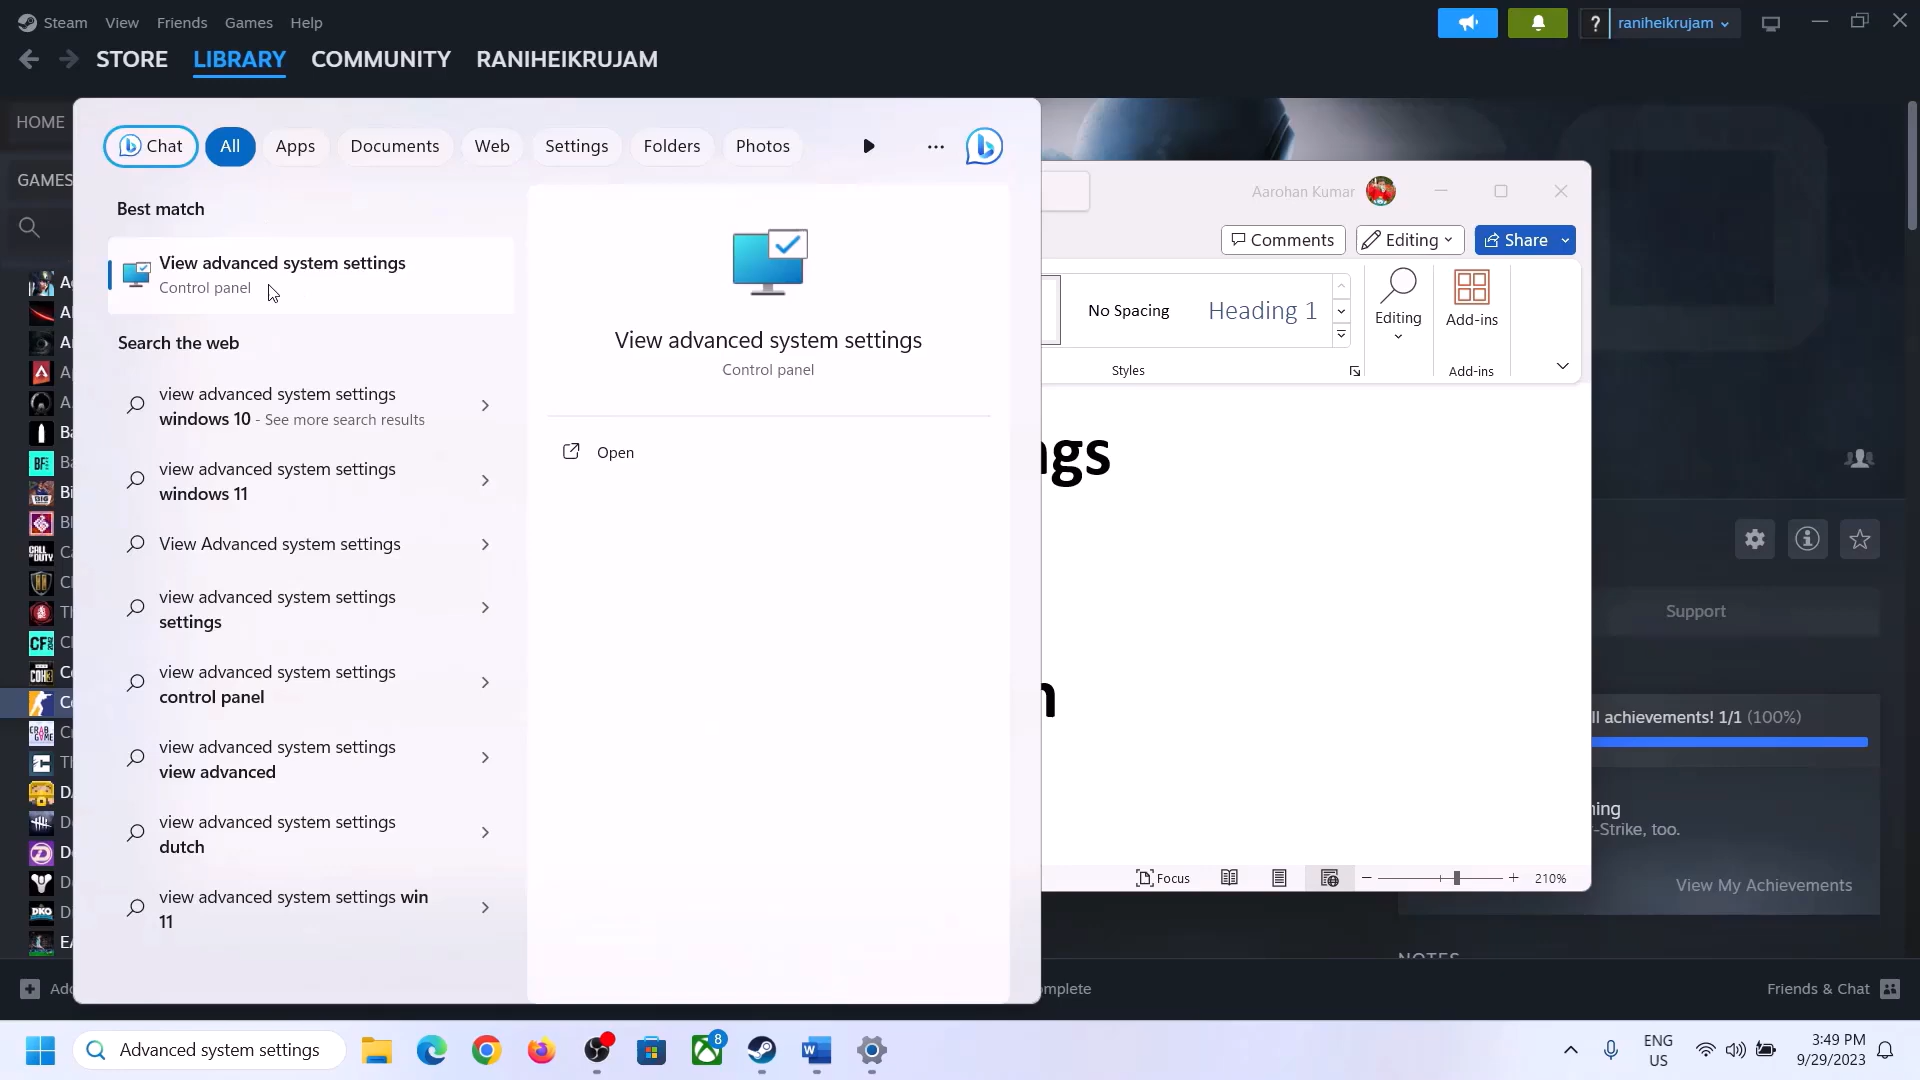 Steam View Friends Games Help
raniheikrujam
STORE LIBRARY COMMUNITY RANIHEIKRUJAM
HOME
GAMES
Chat All Apps Documents Web Settings Folders Photos
Best match
View advanced system settings
Control panel
Search the web
view advanced system settings
windows 10 - See more search results
view advanced system settings
windows 11
View Advanced system settings
view advanced system settings
settings
view advanced system settings
control panel
view advanced system settings
view advanced
view advanced system settings
dutch
view advanced system settings win
11
View advanced system settings
Control panel
Open
Aarohan Kumar
Comments Editing Share
No Spacing Heading 1
Editing
Add-ins
Styles
Add-ins
ngs
n
Focus
210%
Support
ll achievements! 1/1 (100%)
ning
r-Strike, too.
View My Achievements
NOTES
Add
omplete
Friends & Chat
Advanced system settings
8
ENG
US
3:49 PM
9/29/2023